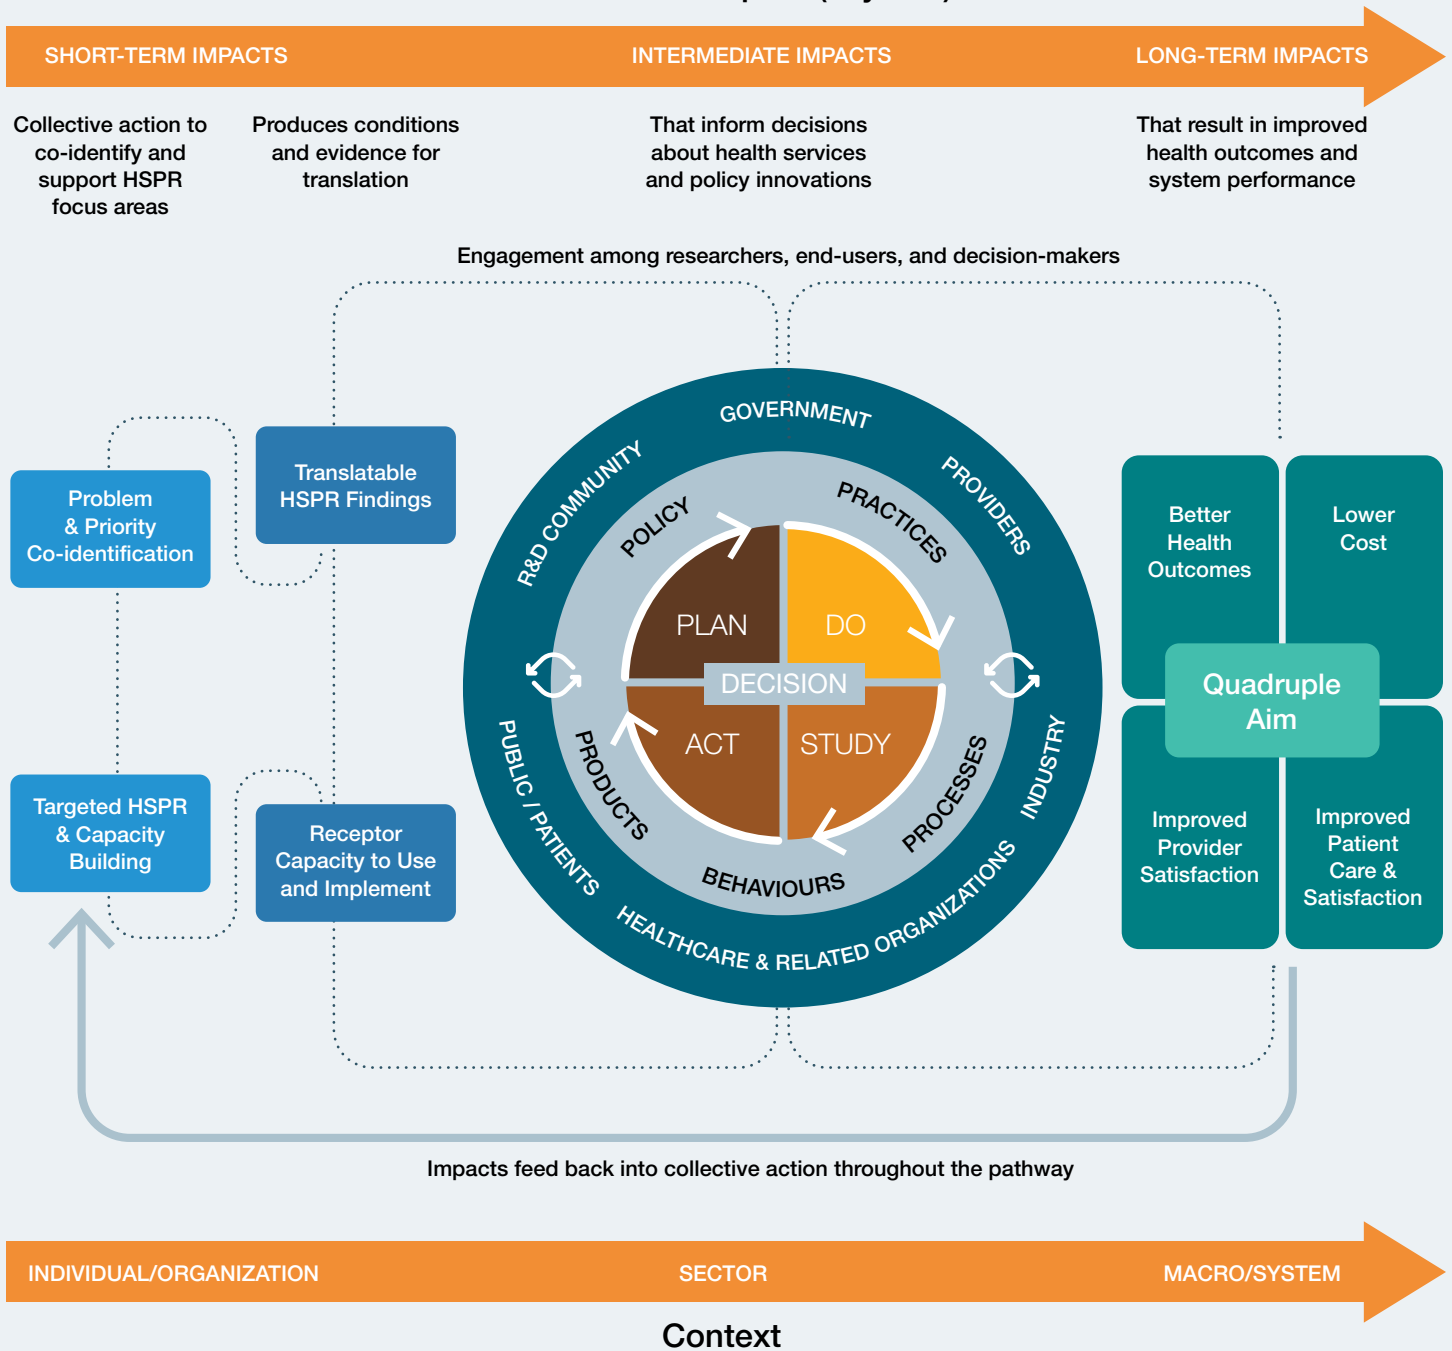 SHORT-TERM IMPACTS
INTERMEDIATE IMPACTS
LONG-TERM IMPACTS
Collective action to
co-identify and
support HSPR
focus areas
Produces conditions
and evidence for
translation
That inform decisions
about health services
and policy innovations
That result in improved
health outcomes and
system performance
Engagement among researchers, end-users, and decision-makers
Problem
& Priority
Co-identification
Translatable
HSPR Findings
Targeted HSPR
& Capacity
Building
Receptor
Capacity to Use
and Implement
GOVERNMENT
PROVIDERS
INDUSTRY
HEALTHCARE & RELATED ORGANIZATIONS
PUBLIC / PATIENTS
R&D COMMUNITY
POLICY
PRACTICES
PROCESSES
BEHAVIOURS
PRODUCTS
PLAN
DO
DECISION
ACT
STUDY
Better
Health
Outcomes
Lower
Cost
Quadruple
Aim
Improved
Provider
Satisfaction
Improved
Patient
Care &
Satisfaction
Impacts feed back into collective action throughout the pathway
INDIVIDUAL/ORGANIZATION
SECTOR
MACRO/SYSTEM
Context